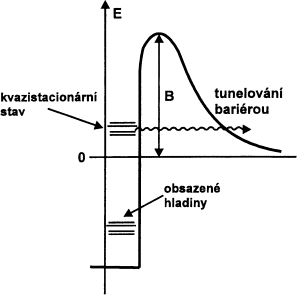 E
kvazistacionární
stav
B
tunelování
bariérou
0
obsazené
hladiny